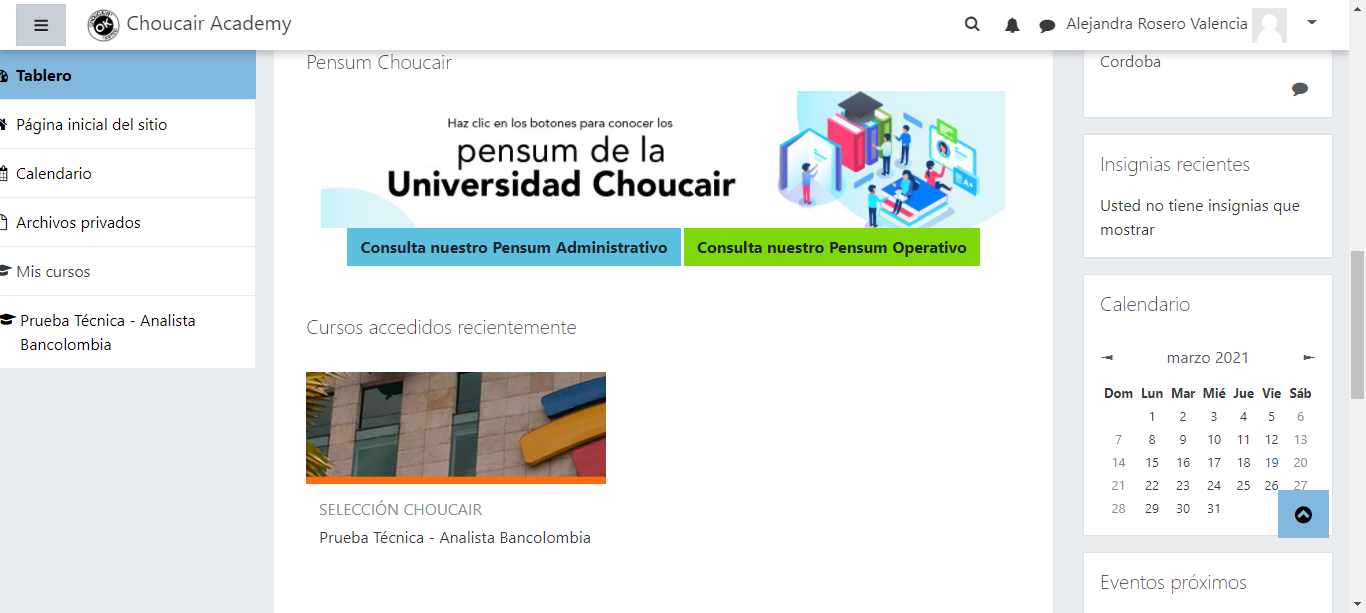 Choucair Academy
Alejandra Rosero Valencia
Tablero
Página inicial del sitio
Calendario
Archivos privados
Mis cursos
Prueba Técnica - Analista
Bancolombia
Pensum Choucair
Haz clic en los botones para conocer los
pensum de la
Universidad Choucair
Consulta nuestro Pensum Administrativo
Consulta nuestro Pensum Operativo
Cursos accedidos recientemente
SELECCIÓN CHOUCAIR
Prueba Técnica - Analista Bancolombia
Cordoba
Insignias recientes
Usted no tiene insignias que
mostrar
Calendario
marzo 2021
Dom Lun Mar Mié Jue Vie Sáb
1 2 3 4 5 6
7 8 9 10 11 12 13
14 15 16 17 18 19 20
21 22 23 24 25 26 27
28 29 30 31
Eventos próximos